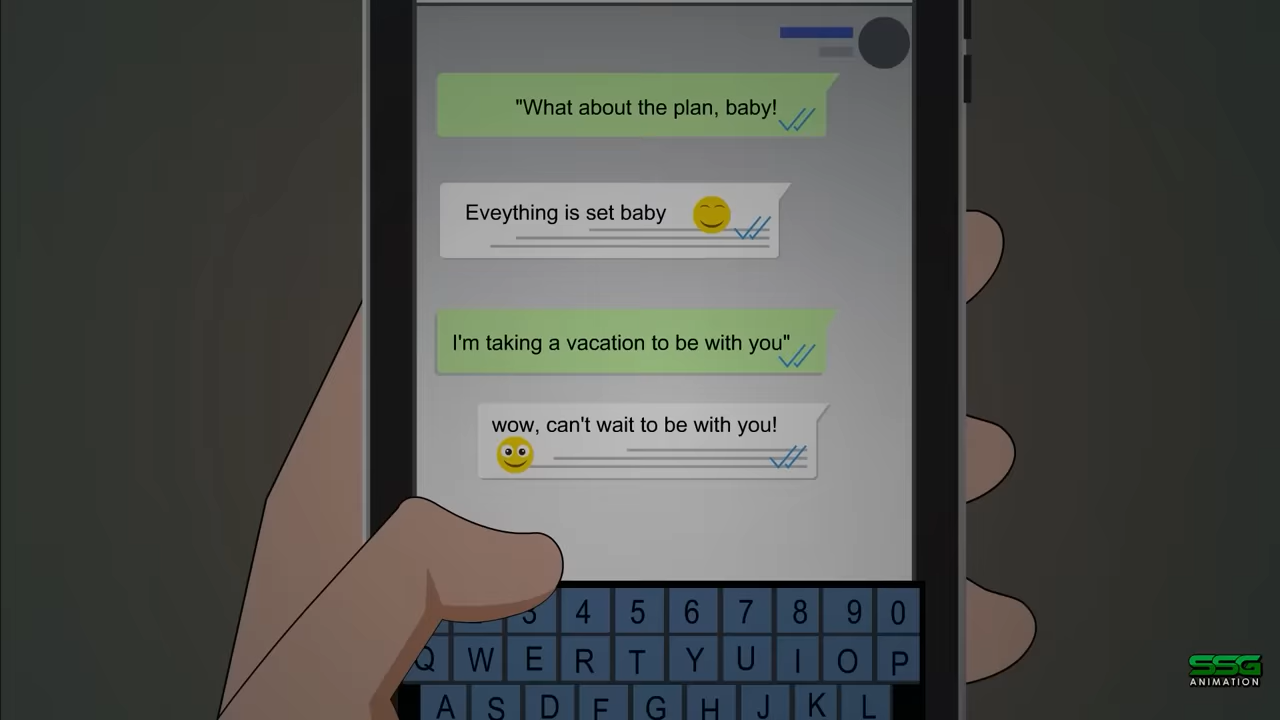 "What about the plan, baby!
Eveything is set baby
I'm taking a vacation to be with you"
wow, can't wait to be with you!
3 4 5 6 7 8 9 0
Q W E R T Y U I O P
A S D F G H J K L
SSG
ANIMATION